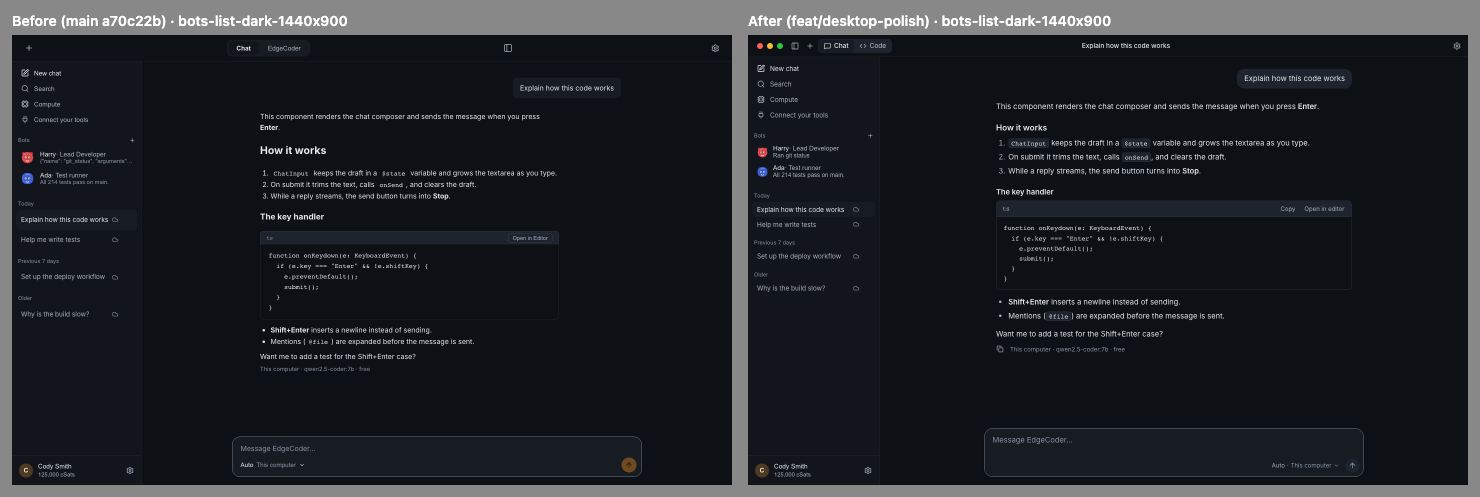 Before (main a70c22b) · bots-list-dark-1440x900
Chat
EdgeCoder
New chat
Search
Compute
Connect your tools
Bots
Harry · Lead Developer
{"name": "git_status", "arguments"...
Ada · Test runner
All 214 tests pass on main.
Today
Explain how this code works
Help me write tests
Previous 7 days
Set up the deploy workflow
Older
Why is the build slow?
C
Cody Smith
125,000 cSats
Explain how this code works
This component renders the chat composer and sends the message when you press
Enter.
How it works
1. ChatInput keeps the draft in a $state variable and grows the textarea as you type.
2. On submit it trims the text, calls onSend , and clears the draft.
3. While a reply streams, the send button turns into Stop.
The key handler
ts
Open in Editor
function onKeydown(e: KeyboardEvent) {
if (e.key === "Enter" && !e.shiftKey) {
e.preventDefault();
submit();
}
}
• Shift+Enter inserts a newline instead of sending.
• Mentions ( @file ) are expanded before the message is sent.
Want me to add a test for the Shift+Enter case?
This computer · qwen2.5-coder:7b · free
Message EdgeCoder...
Auto This computer
After (feat/desktop-polish) · bots-list-dark-1440x900
Chat
Code
Explain how this code works
New chat
Search
Compute
Connect your tools
Bots
Harry · Lead Developer
Ran git status
Ada · Test runner
All 214 tests pass on main.
Today
Explain how this code works
Help me write tests
Previous 7 days
Set up the deploy workflow
Older
Why is the build slow?
C
Cody Smith
125,000 cSats
Explain how this code works
This component renders the chat composer and sends the message when you press Enter.
How it works
1. ChatInput keeps the draft in a $state variable and grows the textarea as you type.
2. On submit it trims the text, calls onSend, and clears the draft.
3. While a reply streams, the send button turns into Stop.
The key handler
ts
Copy
Open in editor
function onKeydown(e: KeyboardEvent) {
if (e.key === "Enter" && !e.shiftKey) {
e.preventDefault();
submit();
}
}
• Shift+Enter inserts a newline instead of sending.
• Mentions (@file) are expanded before the message is sent.
Want me to add a test for the Shift+Enter case?
This computer · qwen2.5-coder:7b · free
Message EdgeCoder...
Auto · This computer